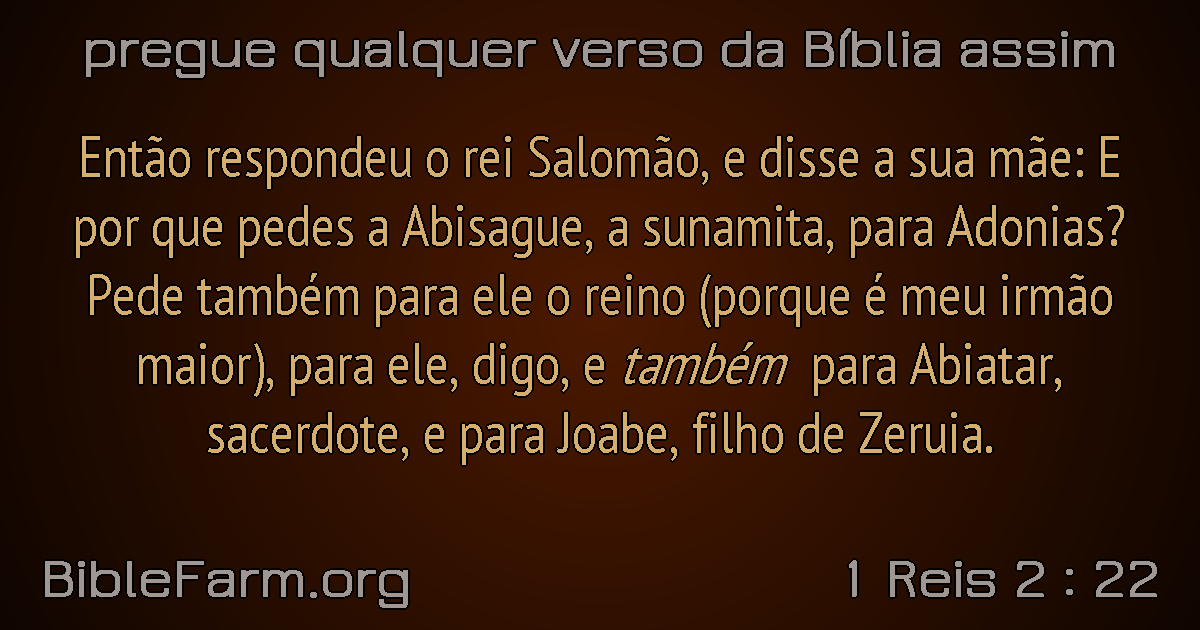 pregue qualquer verso da Bíblia assim
Então respondeu o rei Salomão, e disse a sua mãe: E
por que pedes a Abisague, a sunamita, para Adonias?
Pede também para ele o reino (porque é meu irmão
maior), para ele, digo, e também para Abiatar,
sacerdote, e para Joabe, filho de Zeruia.
BibleFarm.org
1 Reis 2 : 22